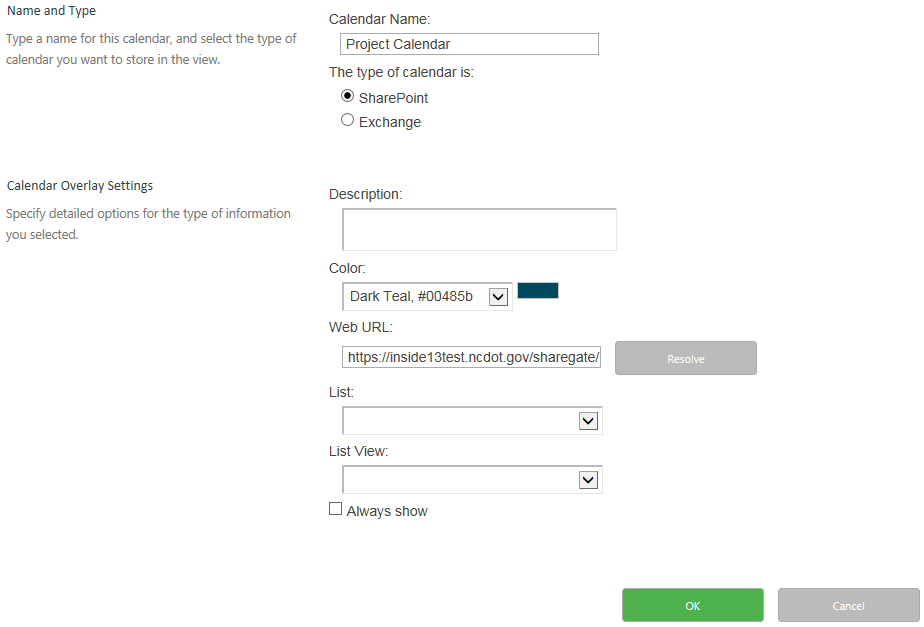 Name and Type
Type a name for this calendar, and select the type of
calendar you want to store in the view.
Calendar Name:
Project Calendar
The type of calendar is:
SharePoint
Exchange
Calendar Overlay Settings
Specify detailed options for the type of information
you selected.
Description:
Color:
Dark Teal, #00485b
Web URL:
https://inside13test.ncdot.gov/sharegate/
Resolve
List:
List View:
Always show
OK
Cancel